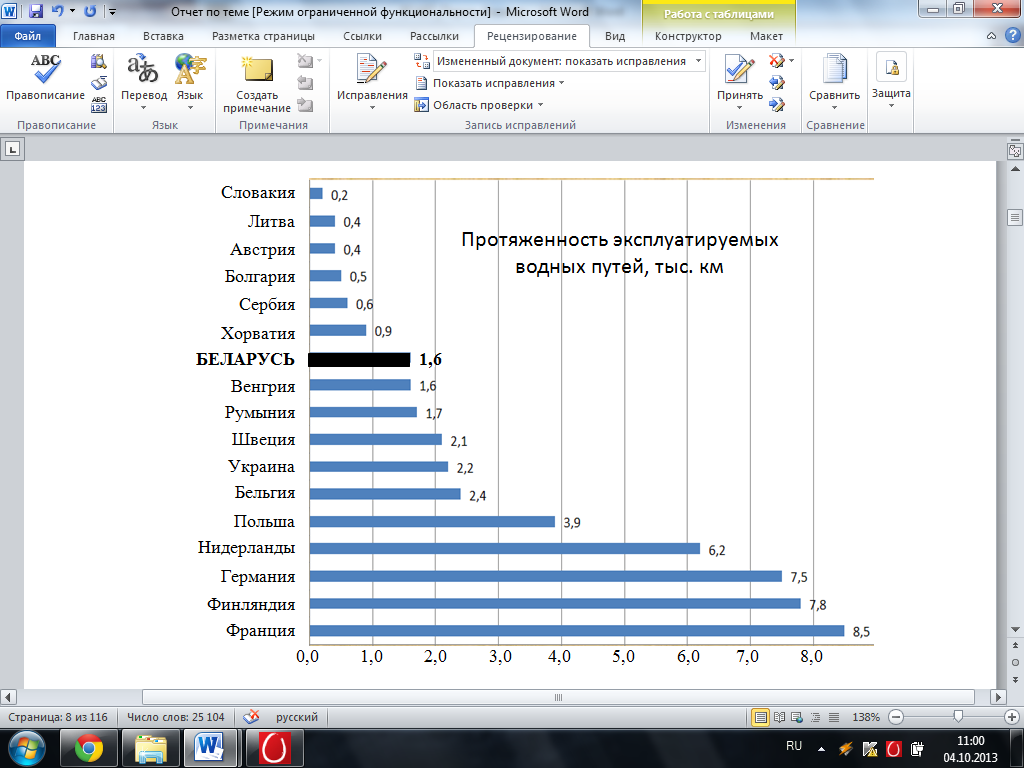 Отчет по теме [Режим ограниченной функциональности] - Microsoft Word
Работа с таблицами
Файл Главная Вставка Разметка страницы Ссылки Рассылки Рецензирование Вид Конструктор Макет
ABC
Правописание
ABC
123
Правописание
Перевод
Язык
Язык
Создать
примечание
Примечания
Исправления
Измененный документ: показать исправления
Показать исправления
Область проверки
Запись исправлений
Принять
Изменения
Сравнить
Сравнение
Защита
Протяженность эксплуатируемых
водных путей, тыс. км
Словакия 0,2
Литва 0,4
Австрия 0,4
Болгария 0,5
Сербия 0,6
Хорватия 0,9
БЕЛАРУСЬ 1,6
Венгрия 1,6
Румыния 1,7
Швеция 2,1
Украина 2,2
Бельгия 2,4
Польша 3,9
Нидерланды 6,2
Германия 7,5
Финляндия 7,8
Франция 8,5
0,0 1,0 2,0 3,0 4,0 5,0 6,0 7,0 8,0
Страница: 8 из 116 Число слов: 25 104 русский 138%
RU
11:00
04.10.2013